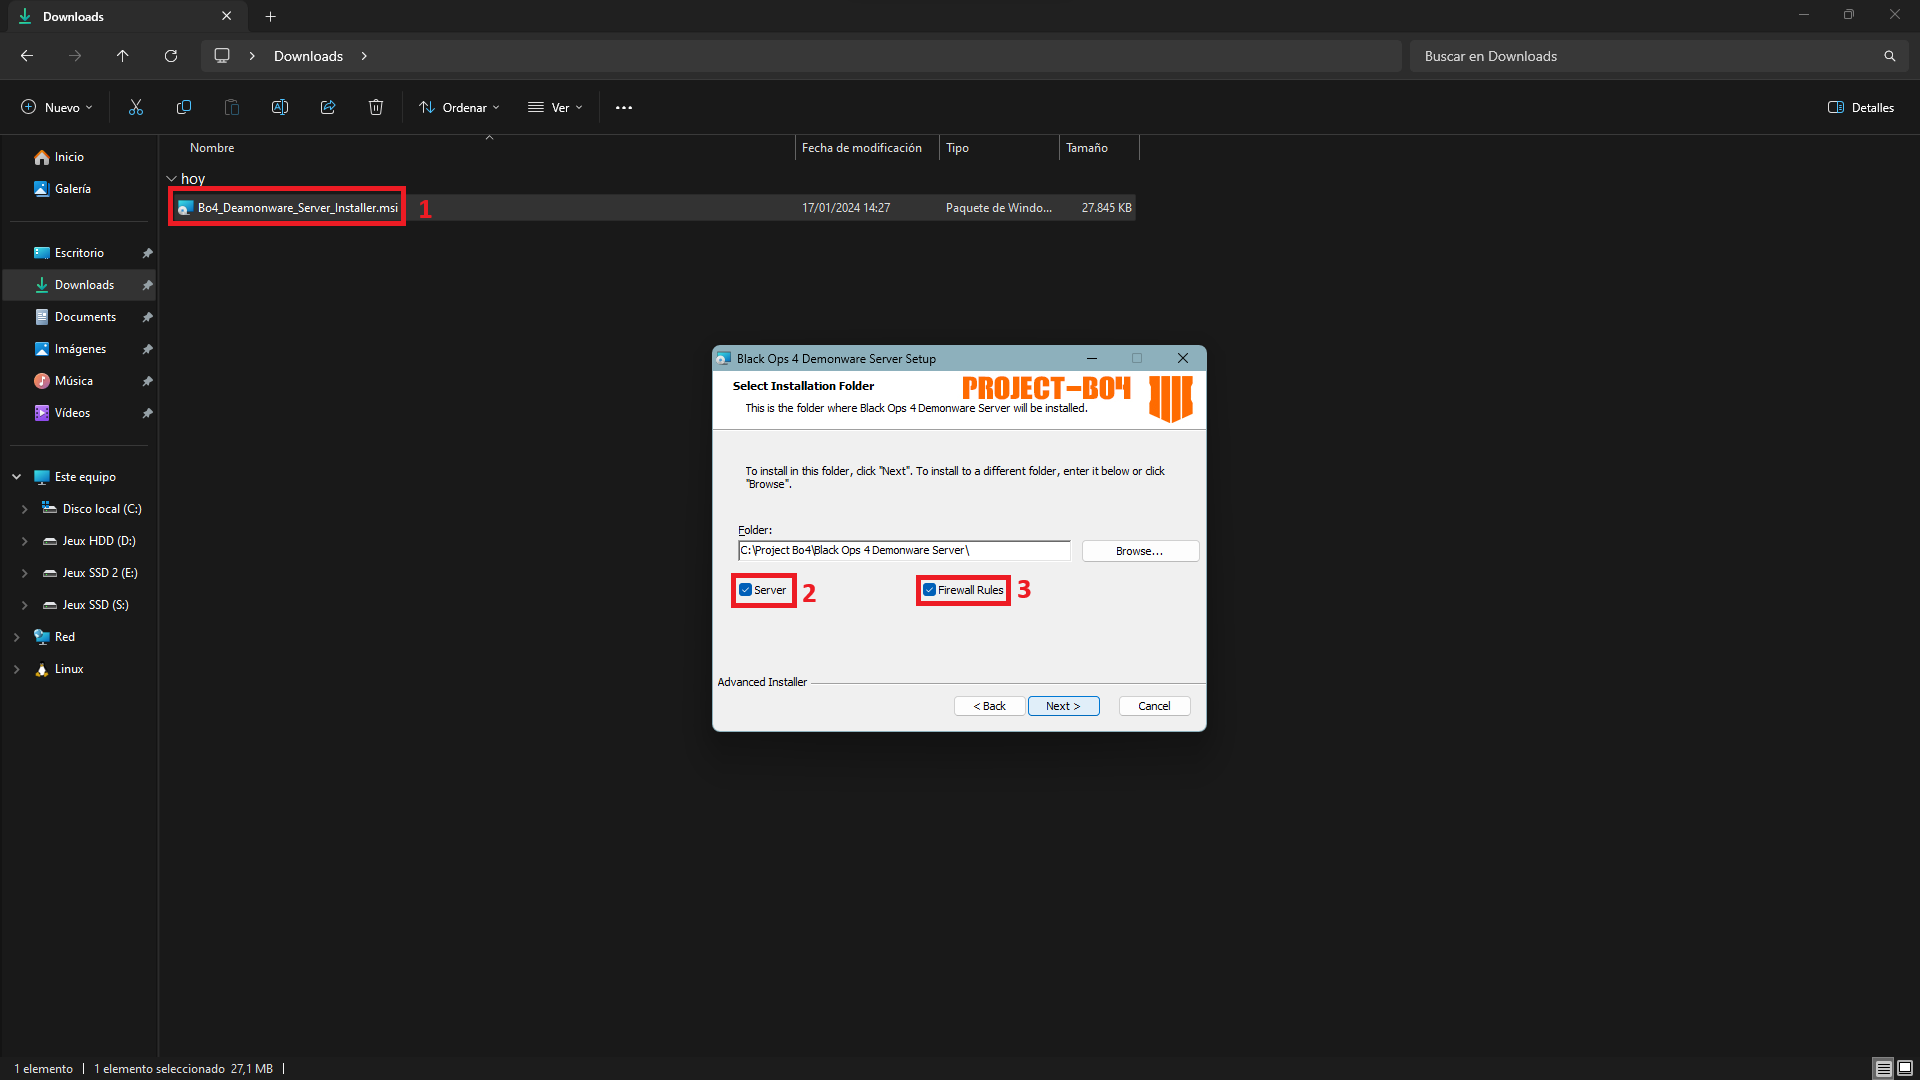 Downloads
Downloads
Buscar en Downloads
Nuevo
Ordenar
Ver
Detalles
Nombre
Fecha de modificación
Tipo
Tamaño
hoy
Bo4_Deamonware_Server_Installer.msi
1
17/01/2024 14:27
Paquete de Windo...
27.845 KB
Inicio
Galería
Escritorio
Downloads
Documents
Imágenes
Música
Vídeos
Este equipo
Disco local (C:)
Jeux HDD (D:)
Jeux SSD 2 (E:)
Jeux SSD (S:)
Red
Linux
Black Ops 4 Demonware Server Setup
Select Installation Folder
PROJECT-BO4
This is the folder where Black Ops 4 Demonware Server will be installed.
To install in this folder, click "Next". To install to a different folder, enter it below or click
"Browse".
Folder:
C:\Project Bo4\Black Ops 4 Demonware Server\
Browse...
Server
2
Firewall Rules
3
Advanced Installer
< Back
Next >
Cancel
1 elemento
1 elemento seleccionado 27,1 MB